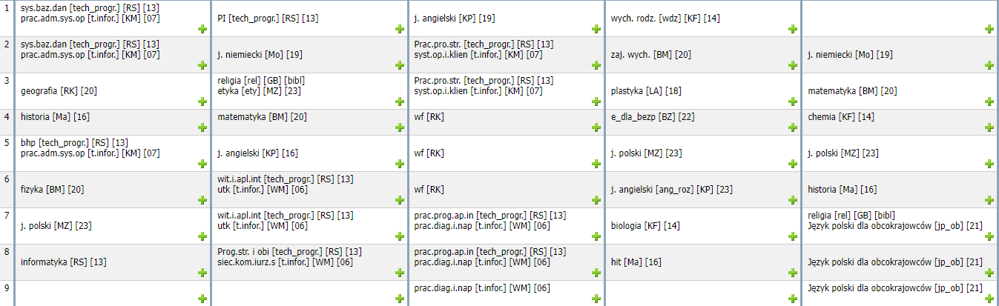 1
sys.baz.dan [tech_progr.] [RS] [13]
prac.adm.sys.op [t.infor.] [KM] [07]
PI [tech_progr.] [RS] [13]
j. angielski [KP] [19]
wych. rodz. [wdz] [KF] [14]
2
sys.baz.dan [tech_progr.] [RS] [13]
prac.adm.sys.op [t.infor.] [KM] [07]
j. niemiecki [Mo] [19]
Prac.pro.str. [tech_progr.] [RS] [13]
syst.op.i.klien [t.infor.] [KM] [07]
zaj. wych. [BM] [20]
j. niemiecki [Mo] [19]
3
geografia [RK] [20]
religia [rel] [GB] [bibl]
etyka [ety] [MZ] [23]
Prac.pro.str. [tech_progr.] [RS] [13]
syst.op.i.klien [t.infor.] [KM] [07]
plastyka [LA] [18]
matematyka [BM] [20]
4
historia [Ma] [16]
matematyka [BM] [20]
wf [RK]
e_dla_bezp [BZ] [22]
chemia [KF] [14]
5
bhp [tech_progr.] [RS] [13]
prac.adm.sys.op [t.infor.] [KM] [07]
j. angielski [KP] [16]
wf [RK]
j. polski [MZ] [23]
j. polski [MZ] [23]
6
fizyka [BM] [20]
wit.i.apl.int [tech_progr.] [RS] [13]
utk [t.infor.] [WM] [06]
wf [RK]
j. angielski [ang_roz] [KP] [23]
historia [Ma] [16]
7
j. polski [MZ] [23]
wit.i.apl.int [tech_progr.] [RS] [13]
utk [t.infor.] [WM] [06]
prac.prog.ap.in [tech_progr.] [RS] [13]
prac.diag.i.nap [t.infor.] [WM] [06]
biologia [KF] [14]
religia [rel] [GB] [bibl]
Język polski dla obcokrajowców [jp_ob] [21]
8
informatyka [RS] [13]
Prog.str. i obi [tech_progr.] [RS] [13]
siec.kom.iurz.s [t.infor.] [WM] [06]
prac.prog.ap.in [tech_progr.] [RS] [13]
prac.diag.i.nap [t.infor.] [WM] [06]
hit [Ma] [16]
Język polski dla obcokrajowców [jp_ob] [21]
9
prac.diag.i.nap [t.infor.] [WM] [06]
Język polski dla obcokrajowców [jp_ob] [21]